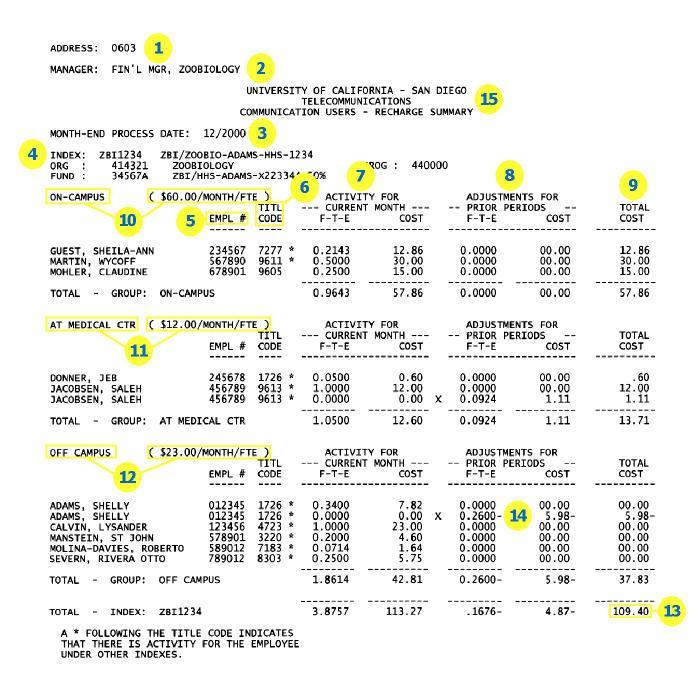 ADDRESS: 0603 1
MANAGER: FIN'L MGR, ZOOBIOLOGY 2
UNIVERSITY OF CALIFORNIA - SAN DIEGO
TELECOMMUNICATIONS 15
COMMUNICATION USERS - RECHARGE SUMMARY
MONTH-END PROCESS DATE: 12/2000 3
4 INDEX: ZBI1234 ZBI/ZOOBIO-ADAMS-HHS-1234
ORG : 414321 ZOOBIOLOGY ROG : 440000
FUND : 34567A ZBI/HHS-ADAMS-X22334 0%
6 7 8 9
ON-CAMPUS ( $60.00/MONTH/FTE ) ACTIVITY FOR ADJUSTMENTS FOR
TITL --- CURRENT MONTH --- -- PRIOR PERIODS -- TOTAL
10 5 EMPL # CODE F-T-E COST F-T-E COST COST
GUEST, SHEILA-ANN 234567 7277 * 0.2143 12.86 0.0000 00.00 12.86
MARTIN, WYCOFF 567890 9611 * 0.5000 30.00 0.0000 00.00 30.00
MOHLER, CLAUDINE 678901 9605 0.2500 15.00 0.0000 00.00 15.00
TOTAL - GROUP: ON-CAMPUS 0.9643 57.86 0.0000 00.00 57.86
AT MEDICAL CTR ( $12.00/MONTH/FTE ) ACTIVITY FOR ADJUSTMENTS FOR
TITL --- CURRENT MONTH --- -- PRIOR PERIODS -- TOTAL
11 EMPL # CODE F-T-E COST F-T-E COST COST
DONNER, JEB 245678 1726 * 0.0500 0.60 0.0000 00.00 .60
JACOBSEN, SALEH 456789 9613 * 1.0000 12.00 0.0000 00.00 12.00
JACOBSEN, SALEH 456789 9613 * 0.0000 0.00 X 0.0924 1.11 1.11
TOTAL - GROUP: AT MEDICAL CTR 1.0500 12.60 0.0924 1.11 13.71
OFF CAMPUS ( $23.00/MONTH/FTE ) ACTIVITY FOR ADJUSTMENTS FOR
TITL --- CURRENT MONTH --- -- PRIOR PERIODS -- TOTAL
12 EMPL # CODE F-T-E COST F-T-E COST COST
ADAMS, SHELLY 012345 1726 * 0.3400 7.82 0.0000 00.00 00.00
ADAMS, SHELLY 012345 1726 * 0.0000 0.00 X 0.2600- 14 5.98- 5.98-
CALVIN, LYSANDER 123456 4723 * 1.0000 23.00 0.0000 00.00 00.00
MANSTEIN, ST JOHN 578901 3220 * 0.2000 4.60 0.0000 00.00 00.00
MOLINA-DAVIES, ROBERTO 589012 7183 * 0.0714 1.64 0.0000 00.00 00.00
SEVERN, RIVERA OTTO 789012 8303 * 0.2500 5.75 0.0000 00.00 00.00
TOTAL - GROUP: OFF CAMPUS 1.8614 42.81 0.2600- 5.98- 37.83
TOTAL - INDEX: ZBI1234 3.8757 113.27 .1676- 4.87- 109.40 13
A * FOLLOWING THE TITLE CODE INDICATES
THAT THERE IS ACTIVITY FOR THE EMPLOYEE
UNDER OTHER INDEXES.